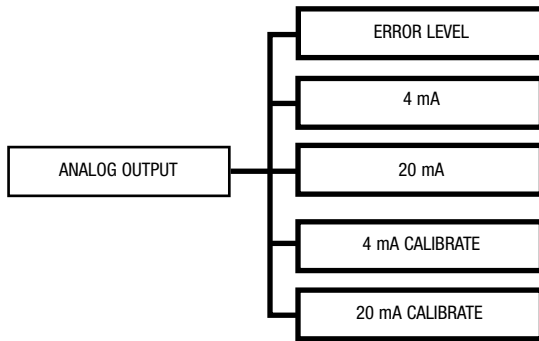 ERROR LEVEL
4 mA
ANALOG OUTPUT
20 mA
4 mA CALIBRATE
20 mA CALIBRATE